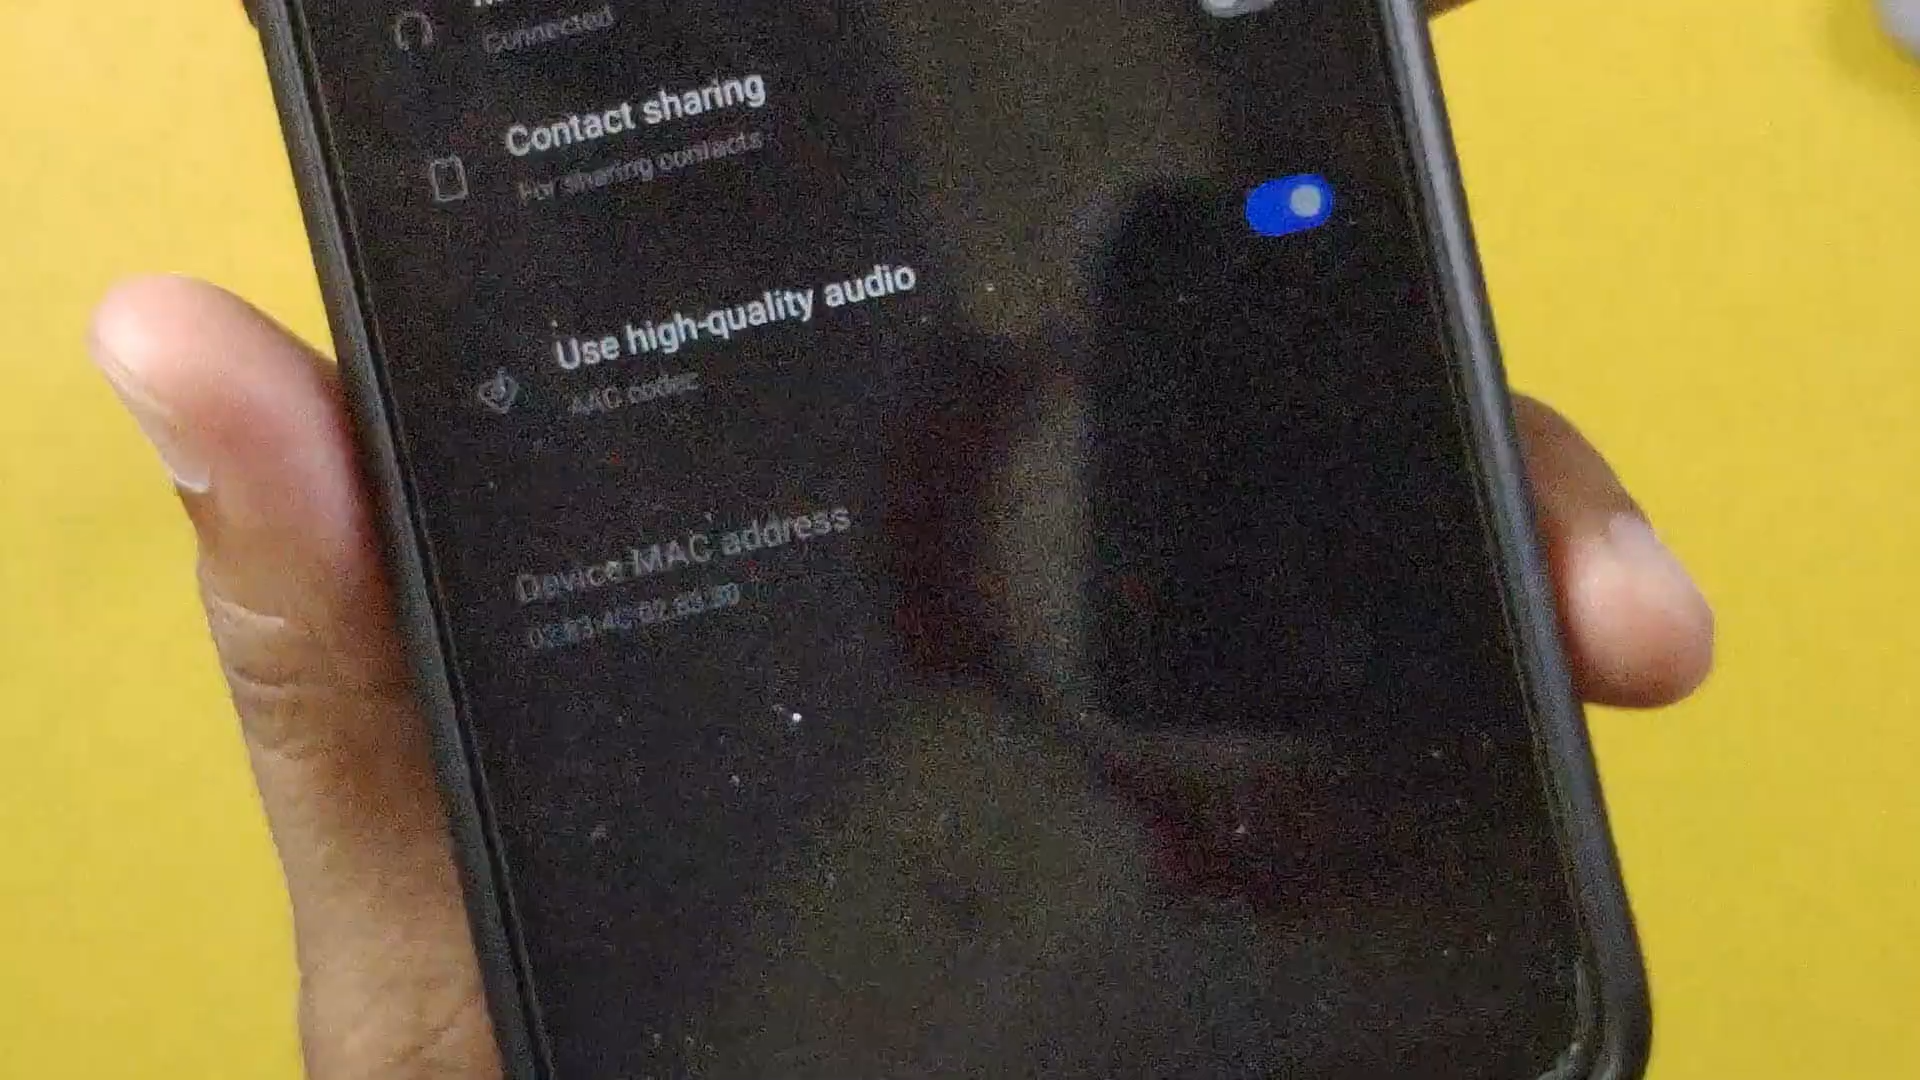 Connected
Contact sharing
For sharing contacts
Use high-quality audio
AAC codec
Device MAC address